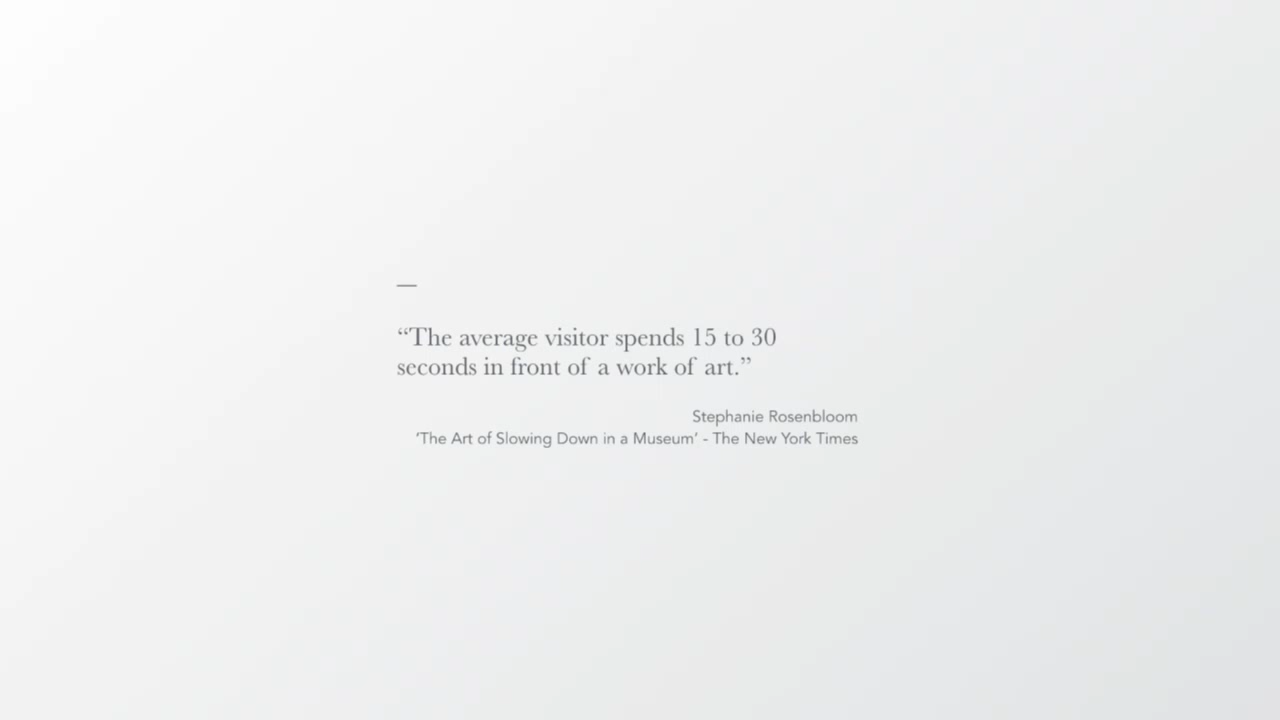 —
“The average visitor spends 15 to 30
seconds in front of a work of art.”
Stephanie Rosenbloom
‘The Art of Slowing Down in a Museum’ - The New York Times